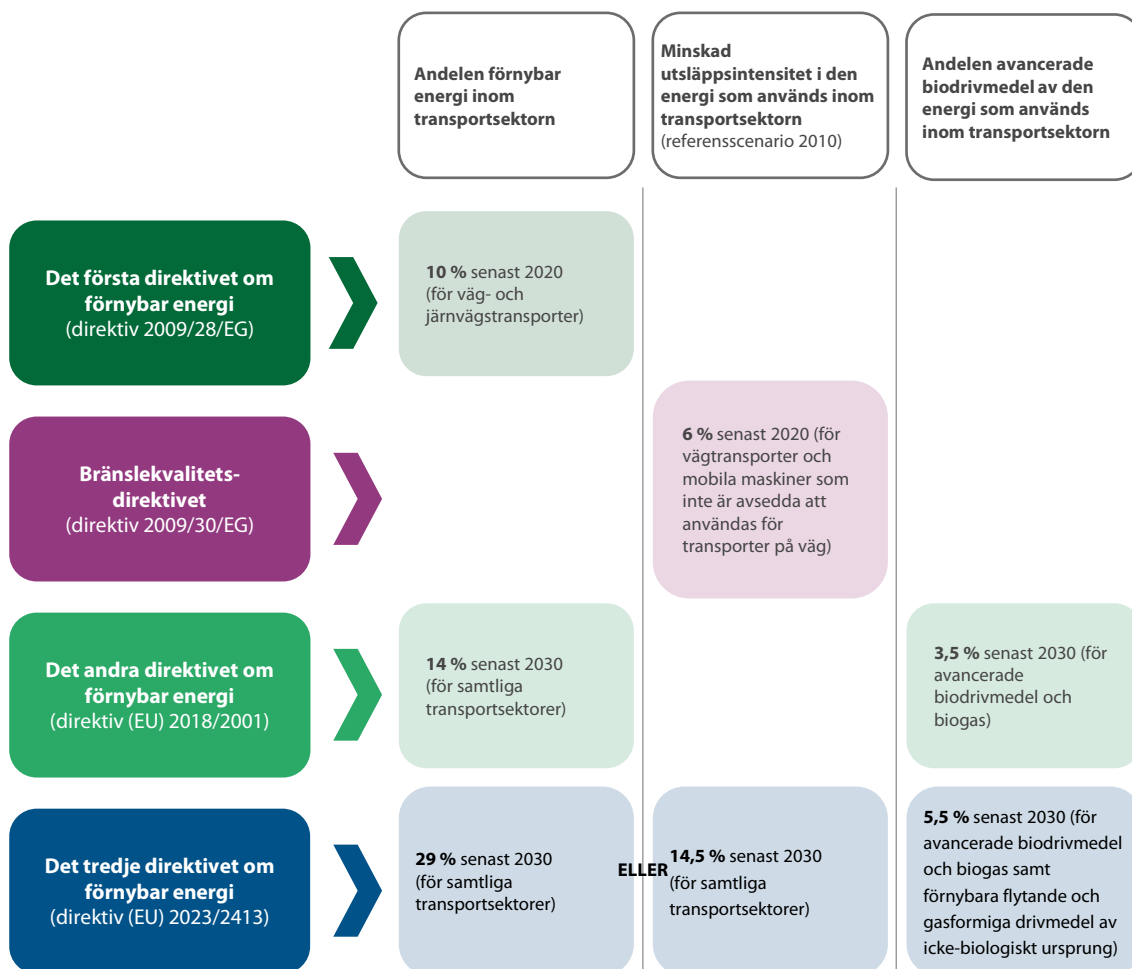 Andelen förnybar
energi inom
transportsektorn
Minskad
utsläppsintensitet i den
energi som används inom
transportsektorn
(referensscenario 2010)
Andelen avancerade
biodrivmedel av den
energi som används
inom transportsektorn
Det första direktivet om
förnybar energi
(direktiv 2009/28/EG)
10 % senast 2020
(för väg- och
järnvägstransporter)
Bränslekvalitets-
direktivet
(direktiv 2009/30/EG)
6 % senast 2020 (för
vägtransporter och
mobila maskiner som
inte är avsedda att
användas för
transporter på väg)
Det andra direktivet om
förnybar energi
(direktiv (EU) 2018/2001)
14 % senast 2030
(för samtliga
transportsektorer)
3,5 % senast 2030 (för
avancerade
biodrivmedel och
biogas)
Det tredje direktivet om
förnybar energi
(direktiv (EU) 2023/2413)
29 % senast 2030
(för samtliga
transportsektorer)
ELLER
14,5 % senast 2030
(för samtliga
transportsektorer)
5,5 % senast 2030 (för
avancerade biodrivmedel
och biogas samt
förnybara flytande och
gasformiga drivmedel av
icke-biologiskt ursprung)